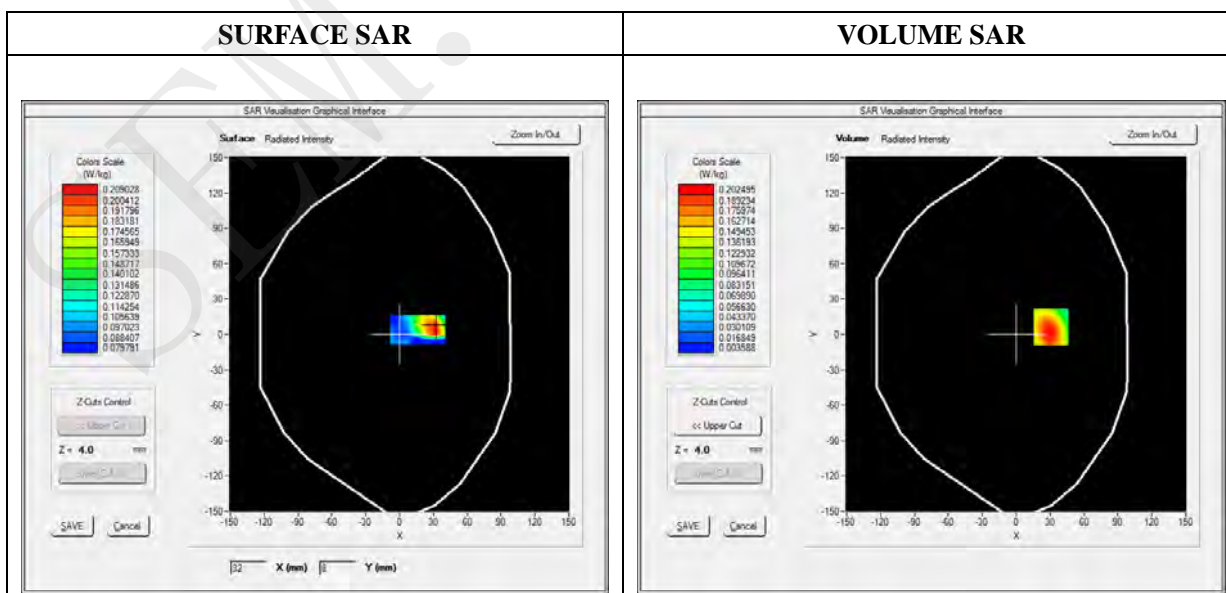 SURFACE SAR
VOLUME SAR
SEM.
SAR Visualisation Graphical Interface
Surface Radiated Intensity
Zoom In/Out
Colors Scale
(W/kg)
0.209028
0.200412
0.191796
0.183181
0.174565
0.165949
0.157333
0.148717
0.140102
0.131486
0.122870
0.114254
0.105639
0.097023
0.088407
0.079791
150
120
90
60
30
0
-30
-60
-90
-120
-150
Y
-150 -120 -90 -60 -30 0 30 60 90 120 150
X
Z-Cuts Control
<< Upper Cut
Z = 4.0 mm
SAVE Cancel
32 X (mm) 8 Y (mm)
SAR Visualisation Graphical Interface
Volume Radiated Intensity
Zoom In/Out
Colors Scale
(W/kg)
0.202495
0.189234
0.175974
0.162714
0.149453
0.136193
0.122932
0.109672
0.096411
0.083151
0.069890
0.056630
0.043370
0.030109
0.016849
0.003588
150
120
90
60
30
0
-30
-60
-90
-120
-150
Y
-150 -120 -90 -60 -30 0 30 60 90 120 150
X
Z-Cuts Control
<< Upper Cut
Z = 4.0 mm
SAVE Cancel